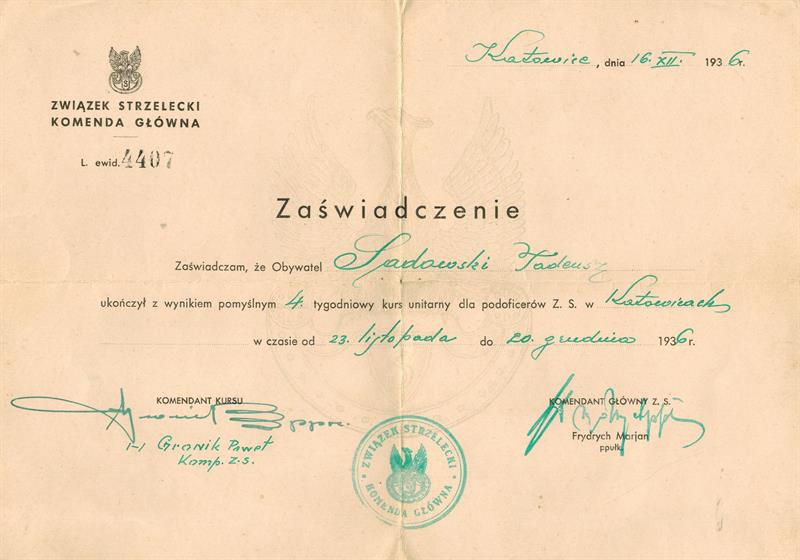 Katowice, dnia 16.XII. 1936r.
ZWIĄZEK STRZELECKI
KOMENDA GŁÓWNA
L. ewid. 4407
Zaświadczenie
Zaświadczam, że Obywatel Sadowski Tadeusz
ukończył z wynikiem pomyślnym 4. tygodniowy kurs unitarny dla podoficerów Z. S. w Katowicach
w czasie od 23. listopada do 20. grudnia 1936r.
KOMENDANT KURSU
KOMENDANT GŁÓWNY Z. S.
Gronik Paweł
Komp. Z.S.
Frydrych Marjan
ppułk.
ZWIĄZEK STRZELECKI
KOMENDA GŁÓWNA